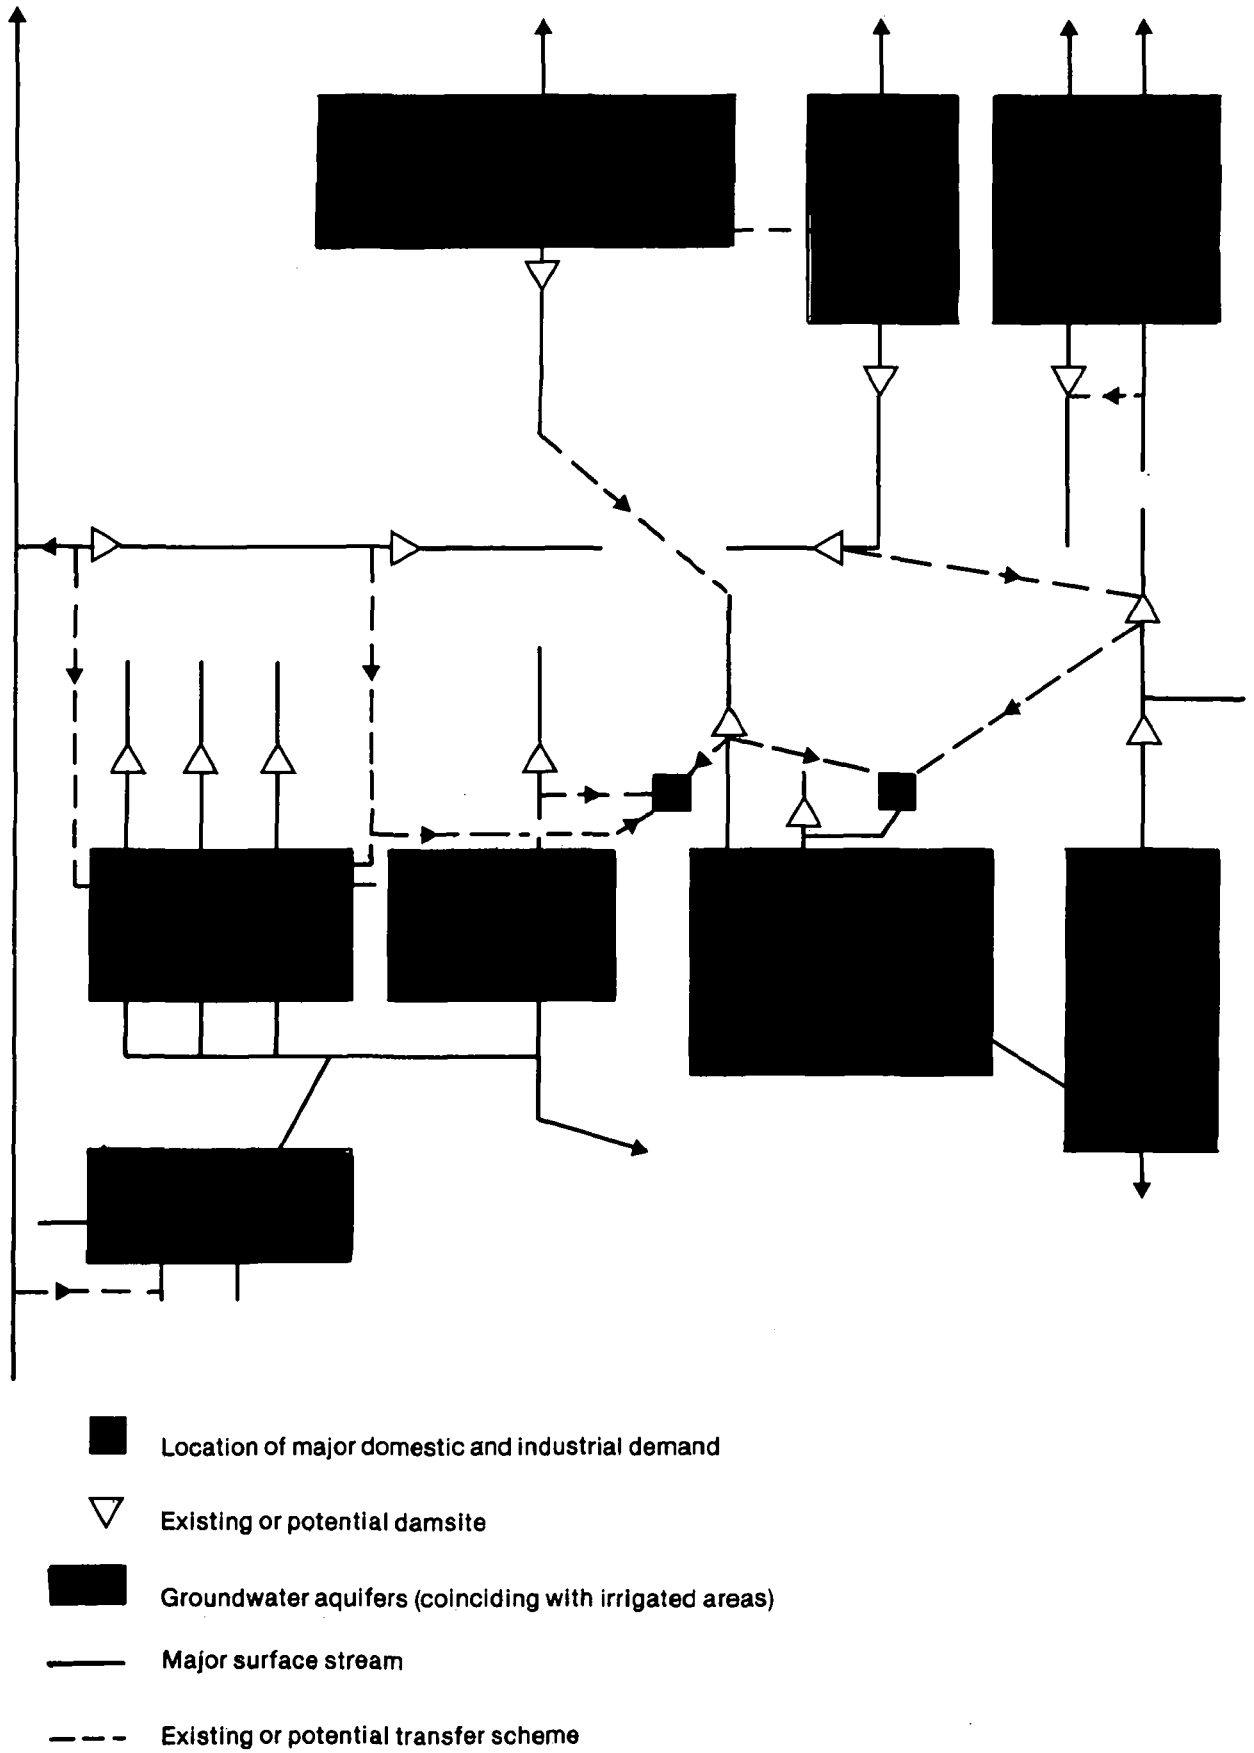 Location of major domestic and industrial demand
Existing or potential damsite
Groundwater aquifers (coinciding with irrigated areas)
Major surface stream
Existing or potential transfer scheme